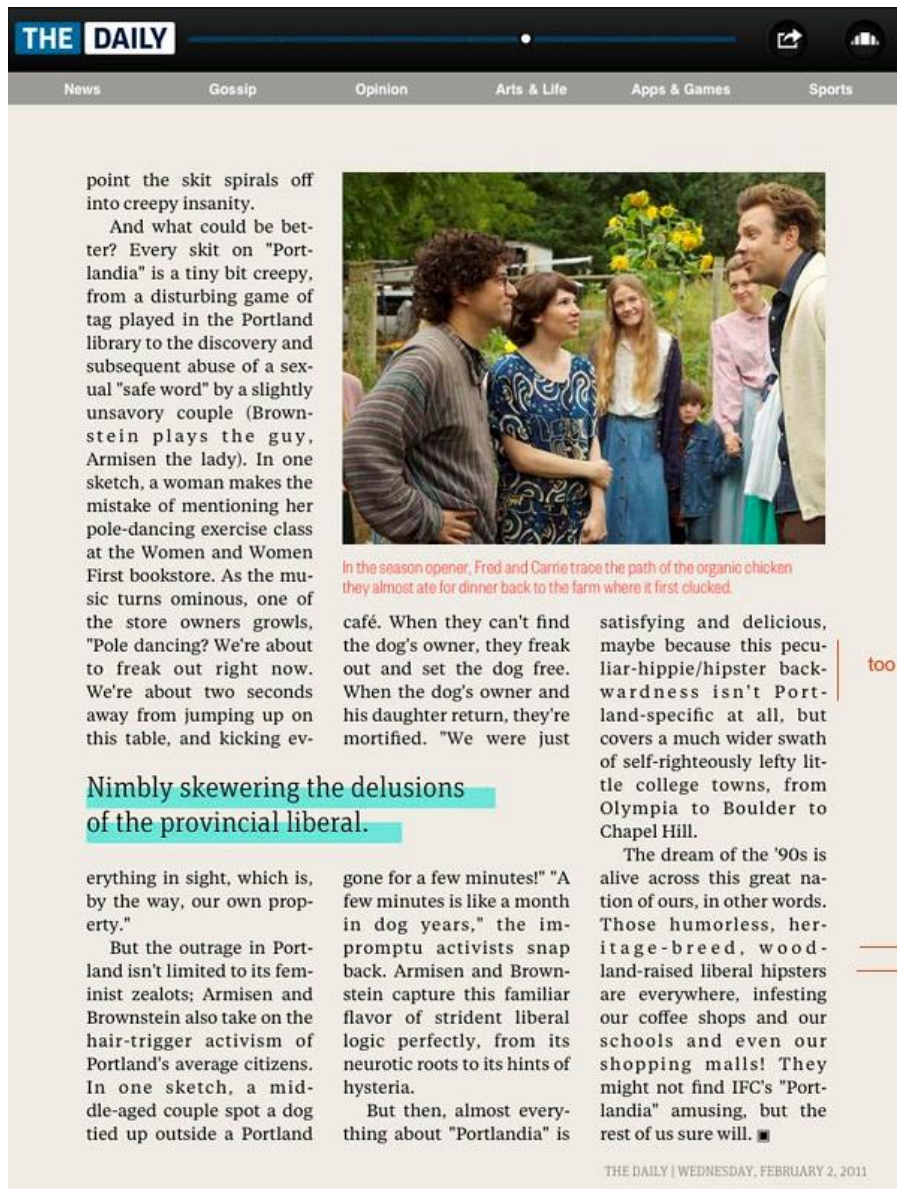 THE DAILY
News Gossip Opinion Arts & Life Apps & Games Sports
point the skit spirals off
into creepy insanity.
And what could be bet-
ter? Every skit on "Port-
landia" is a tiny bit creepy,
from a disturbing game of
tag played in the Portland
library to the discovery and
subsequent abuse of a sex-
ual "safe word" by a slightly
unsavory couple (Brown-
stein plays the guy,
Armisen the lady). In one
sketch, a woman makes the
mistake of mentioning her
pole-dancing exercise class
at the Women and Women
First bookstore. As the mu-
sic turns ominous, one of
the store owners growls,
"Pole dancing? We're about
to freak out right now.
We're about two seconds
away from jumping up on
this table, and kicking ev-
erything in sight, which is,
by the way, our own prop-
erty."
But the outrage in Port-
land isn't limited to its fem-
inist zealots; Armisen and
Brownstein also take on the
hair-trigger activism of
Portland's average citizens.
In one sketch, a mid-
dle-aged couple spot a dog
tied up outside a Portland
In the season opener, Fred and Carrie trace the path of the organic chicken
they almost ate for dinner back to the farm where it first clucked.
café. When they can't find
the dog's owner, they freak
out and set the dog free.
When the dog's owner and
his daughter return, they're
mortified. "We were just
gone for a few minutes!" "A
few minutes is like a month
in dog years," the im-
promptu activists snap
back. Armisen and Brown-
stein capture this familiar
flavor of strident liberal
logic perfectly, from its
neurotic roots to its hints of
hysteria.
But then, almost every-
thing about "Portlandia" is
satisfying and delicious,
maybe because this pecu-
liar-hippie/hipster back-
wardness isn't Port-
land-specific at all, but
covers a much wider swath
of self-righteously lefty lit-
tle college towns, from
Olympia to Boulder to
Chapel Hill.
The dream of the '90s is
alive across this great na-
tion of ours, in other words.
Those humorless, her-
itage-breed, wood-
land-raised liberal hipsters
are everywhere, infesting
our coffee shops and our
schools and even our
shopping malls! They
might not find IFC's "Port-
landia" amusing, but the
rest of us sure will.
too
Nimbly skewering the delusions
of the provincial liberal.
THE DAILY | WEDNESDAY, FEBRUARY 2, 2011